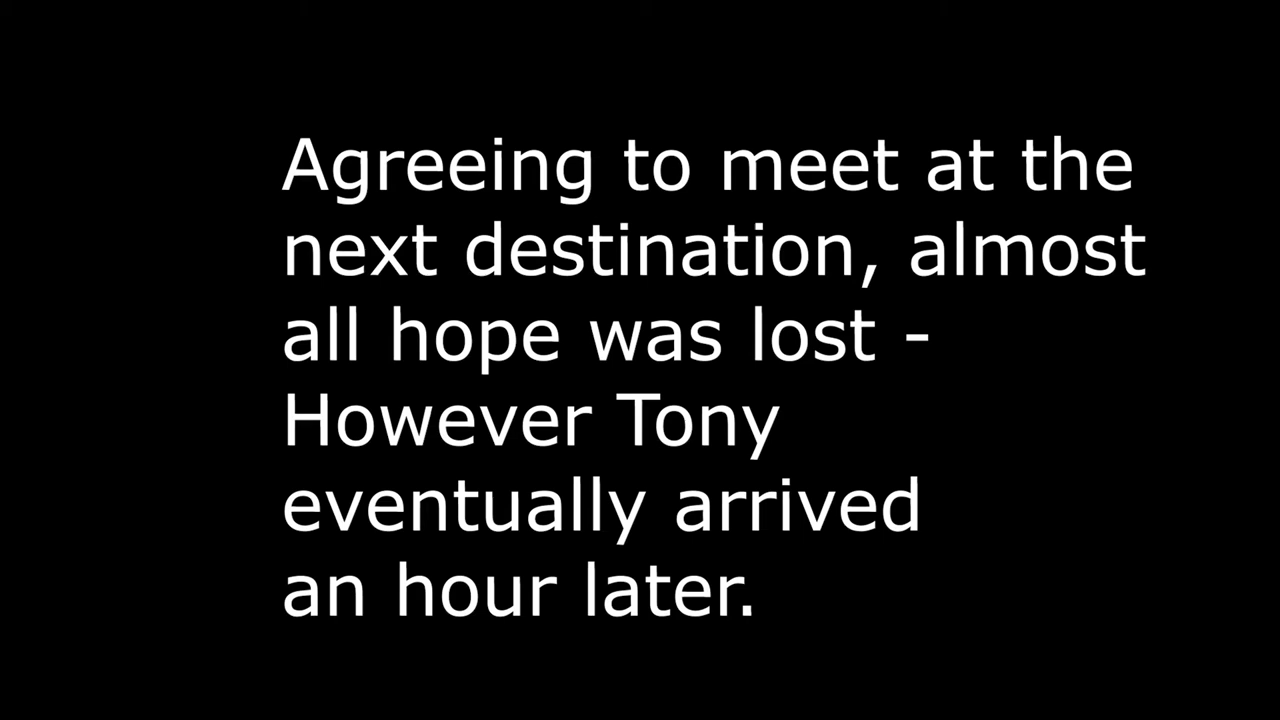 Agreeing to meet at the
next destination, almost
all hope was lost -
However Tony
eventually arrived
an hour later.